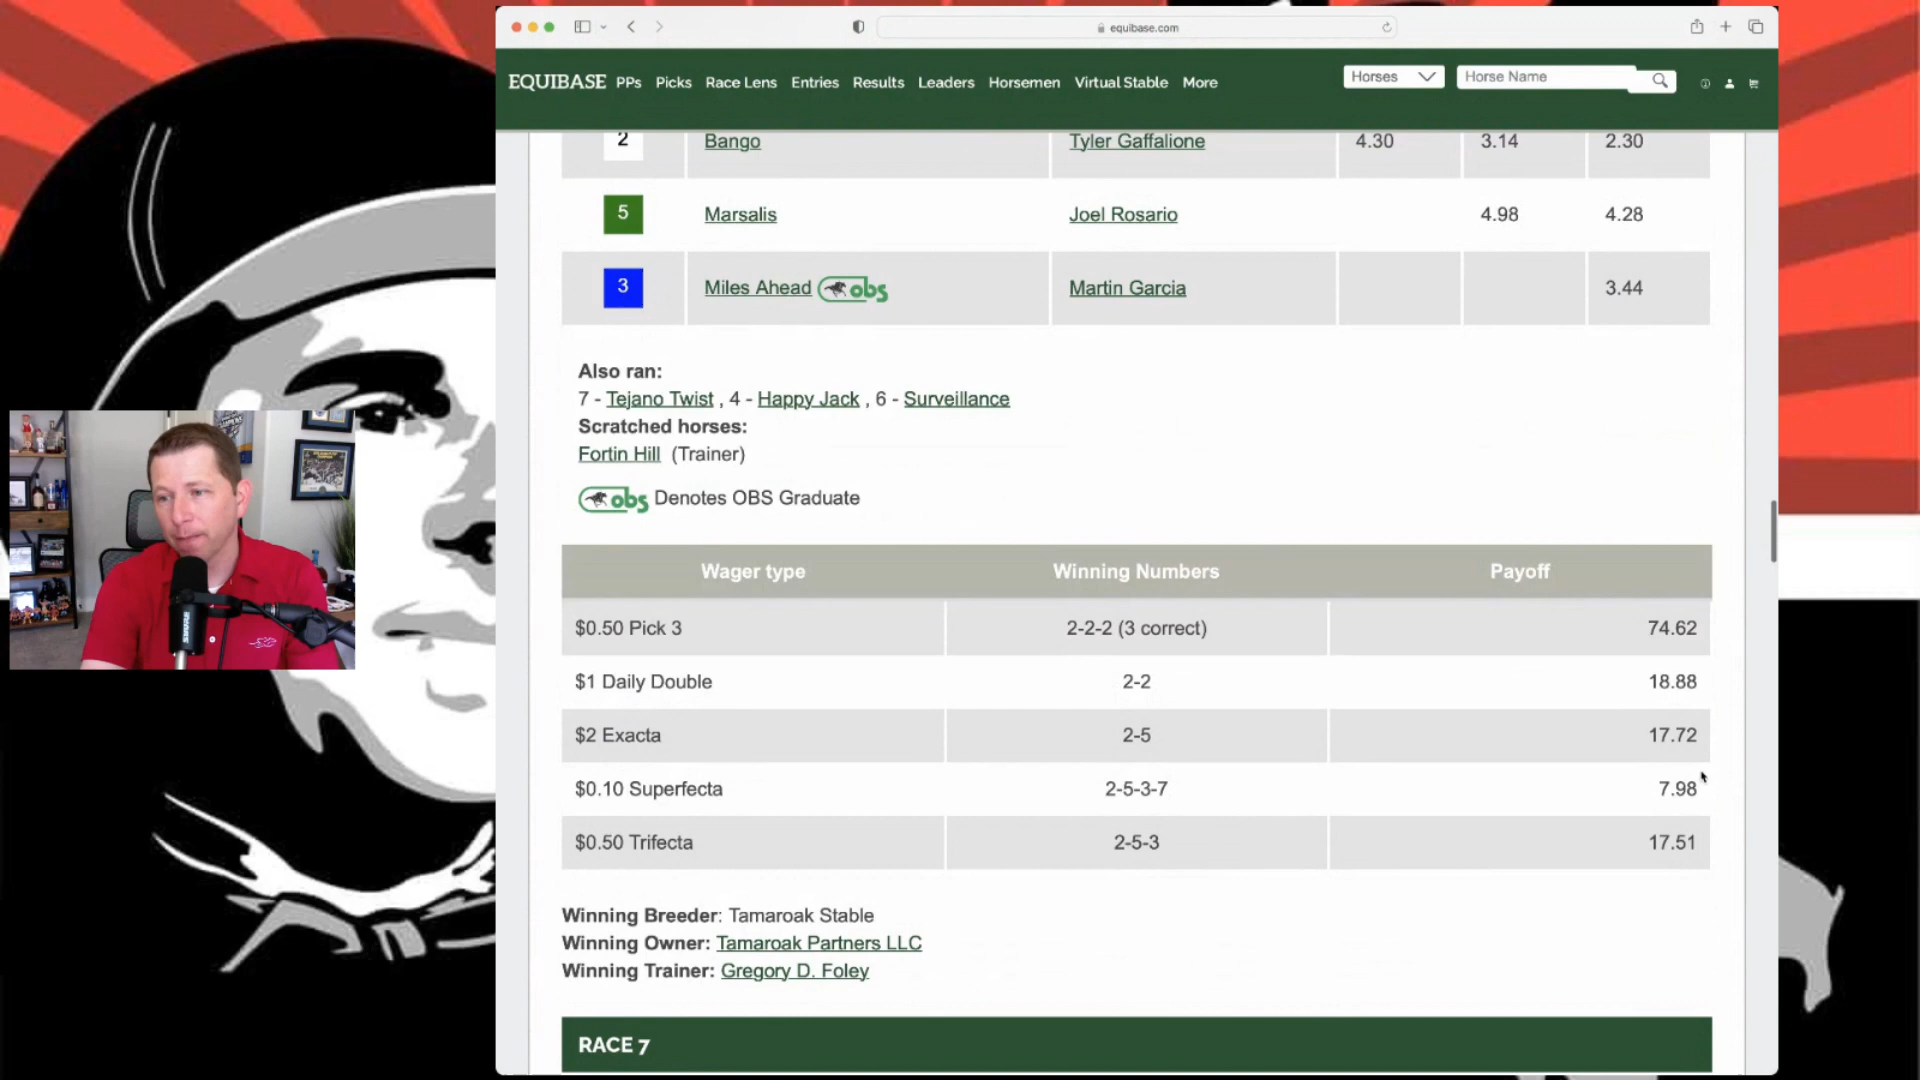 equibase.com
EQUIBASE PPs Picks Race Lens Entries Results Leaders Horsemen Virtual Stable More Horses Horse Name
2 Bango Tyler Gaffalione 4.30 3.14 2.30
5 Marsalis Joel Rosario 4.98 4.28
3 Miles Ahead obs Martin Garcia 3.44
Also ran:
7 - Tejano Twist , 4 - Happy Jack , 6 - Surveillance
Scratched horses:
Fortin Hill (Trainer)
obs Denotes OBS Graduate
Wager type Winning Numbers Payoff
$0.50 Pick 3 2-2-2 (3 correct) 74.62
$1 Daily Double 2-2 18.88
$2 Exacta 2-5 17.72
$0.10 Superfecta 2-5-3-7 7.98
$0.50 Trifecta 2-5-3 17.51
Winning Breeder: Tamaroak Stable
Winning Owner: Tamaroak Partners LLC
Winning Trainer: Gregory D. Foley
RACE 7
SHURE